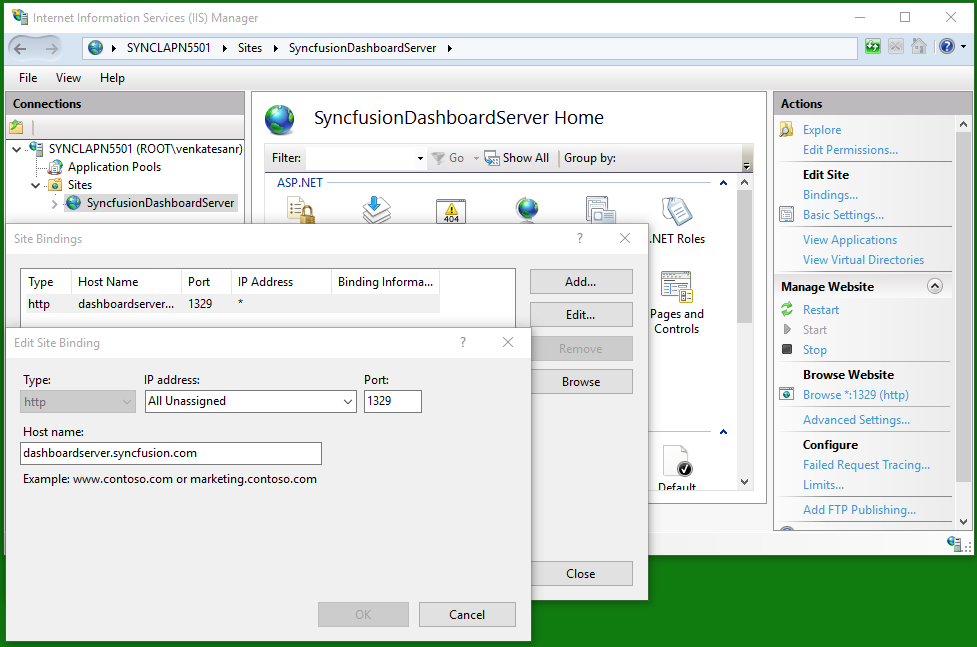 Internet Information Services (IIS) Manager
SYNCLAPN5501 Sites SyncfusionDashboardServer
File View Help
Connections
SYNCLAPN5501 (ROOT\venkatesanr)
Application Pools
Sites
SyncfusionDashboardServer
SyncfusionDashboardServer Home
Filter: Go Show All Group by:
ASP.NET
404
.NET Roles
Pages and
Controls
Default
Actions
Explore
Edit Permissions...
Edit Site
Bindings...
Basic Settings...
View Applications
View Virtual Directories
Manage Website
Restart
Start
Stop
Browse Website
Browse *:1329 (http)
Advanced Settings...
Configure
Failed Request Tracing...
Limits...
Add FTP Publishing...
Site Bindings
?
Type Host Name Port IP Address Binding Informa...
http dashboardserver... 1329 *
Add...
Edit...
Remove
Browse
Close
Edit Site Binding
?
Type: IP address: Port:
http All Unassigned 1329
Host name:
dashboardserver.syncfusion.com
Example: www.contoso.com or marketing.contoso.com
OK Cancel